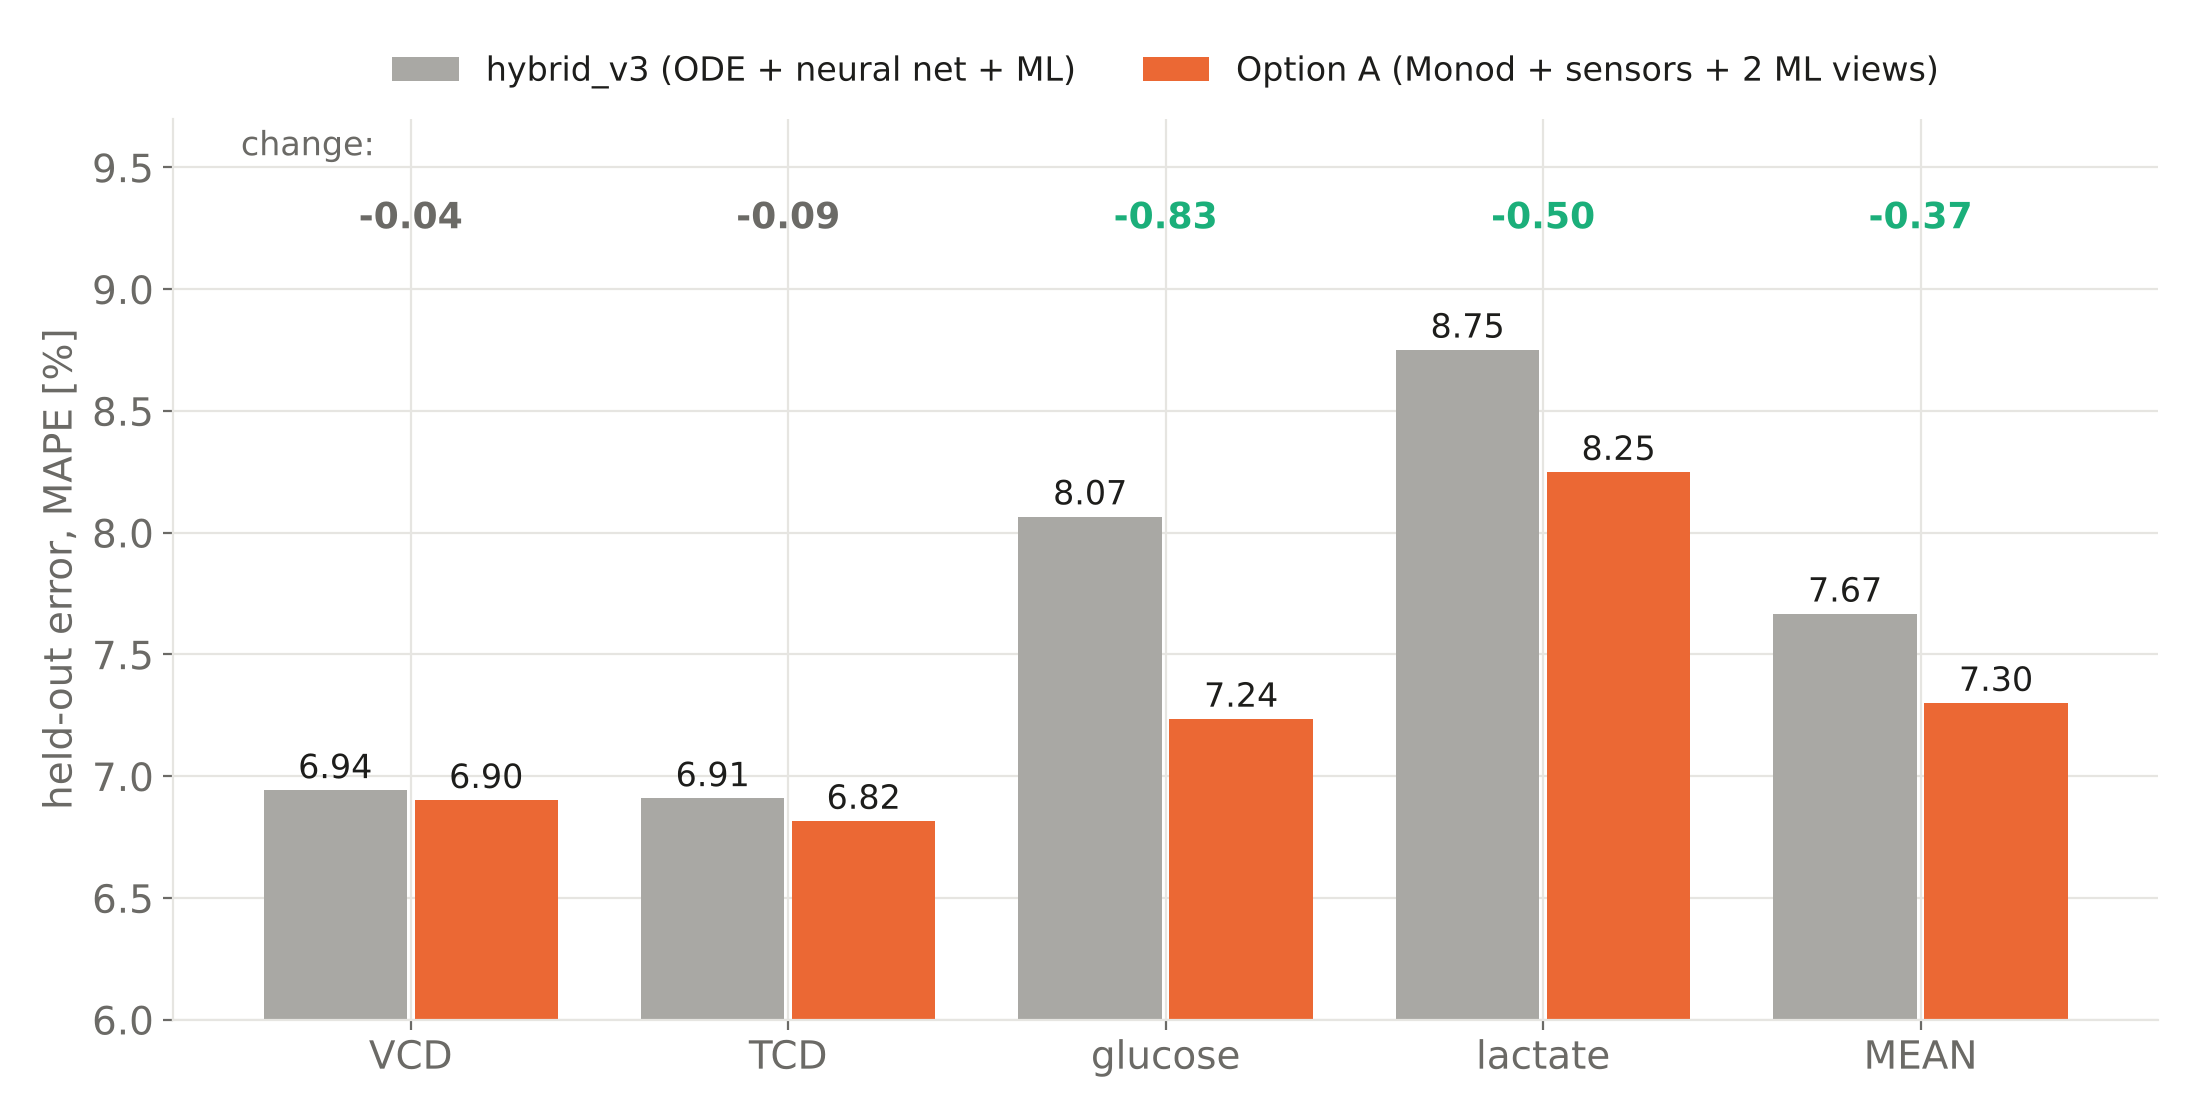 hybrid_v3 (ODE + neural net + ML)
Option A (Monod + sensors + 2 ML views)
change:
-0.04
-0.09
-0.83
-0.50
-0.37
held-out error, MAPE [%]
9.5
9.0
8.5
8.0
7.5
7.0
6.5
6.0
6.94
6.90
6.91
6.82
8.07
7.24
8.75
8.25
7.67
7.30
VCD
TCD
glucose
lactate
MEAN